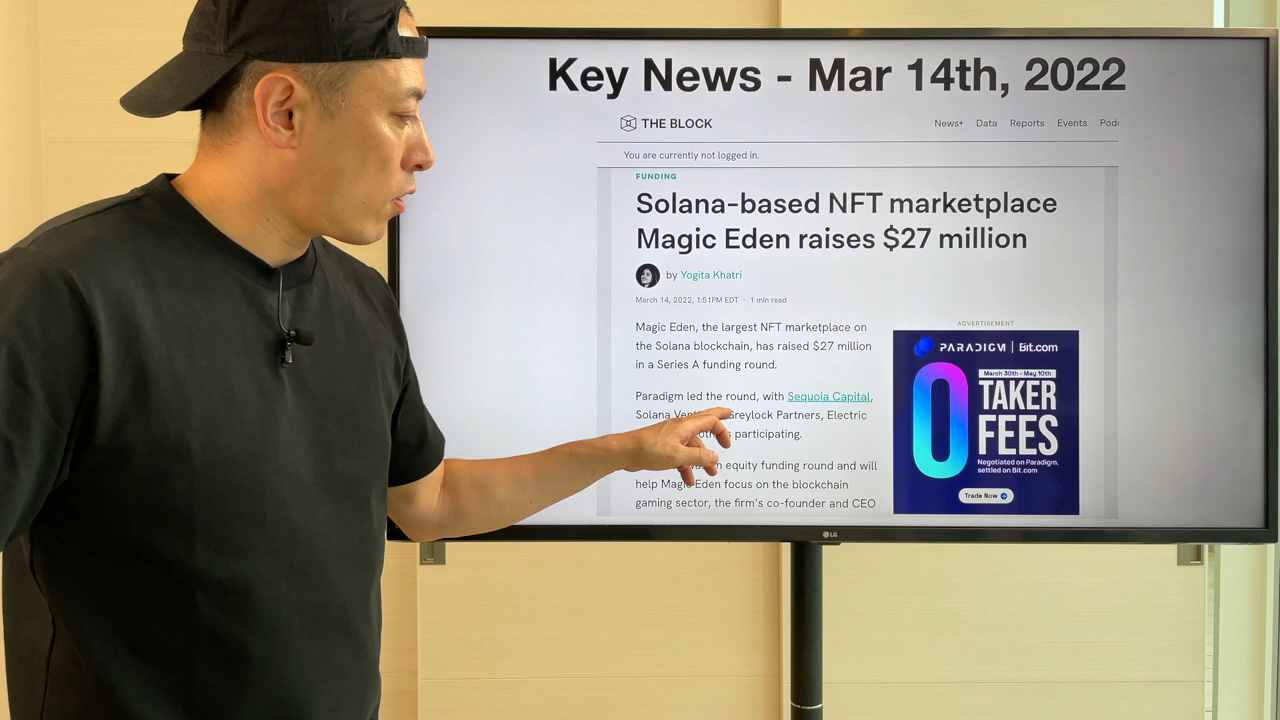 Key News - Mar 14th, 2022
THE BLOCK
News+ Data Reports Events
You are currently not logged in.
FUNDING
Solana-based NFT marketplace
Magic Eden raises $27 million
by Yogita Khatri
March 14, 2022, 1:51PM EDT · 1 min read
Magic Eden, the largest NFT marketplace on
the Solana blockchain, has raised $27 million
in a Series A funding round.
Paradigm led the round, with Sequoia Capital,
Solana Greylock Partners, Electric
participating.
equity funding round and will
help Magic Eden focus on the blockchain
gaming sector, the firm's co-founder and CEO
ADVERTISEMENT
PARADIGM | Bit.com
March 30th - May 10th
0 TAKER
FEES
Negotiated on Paradigm,
settled on Bit.com
Trade Now
LG